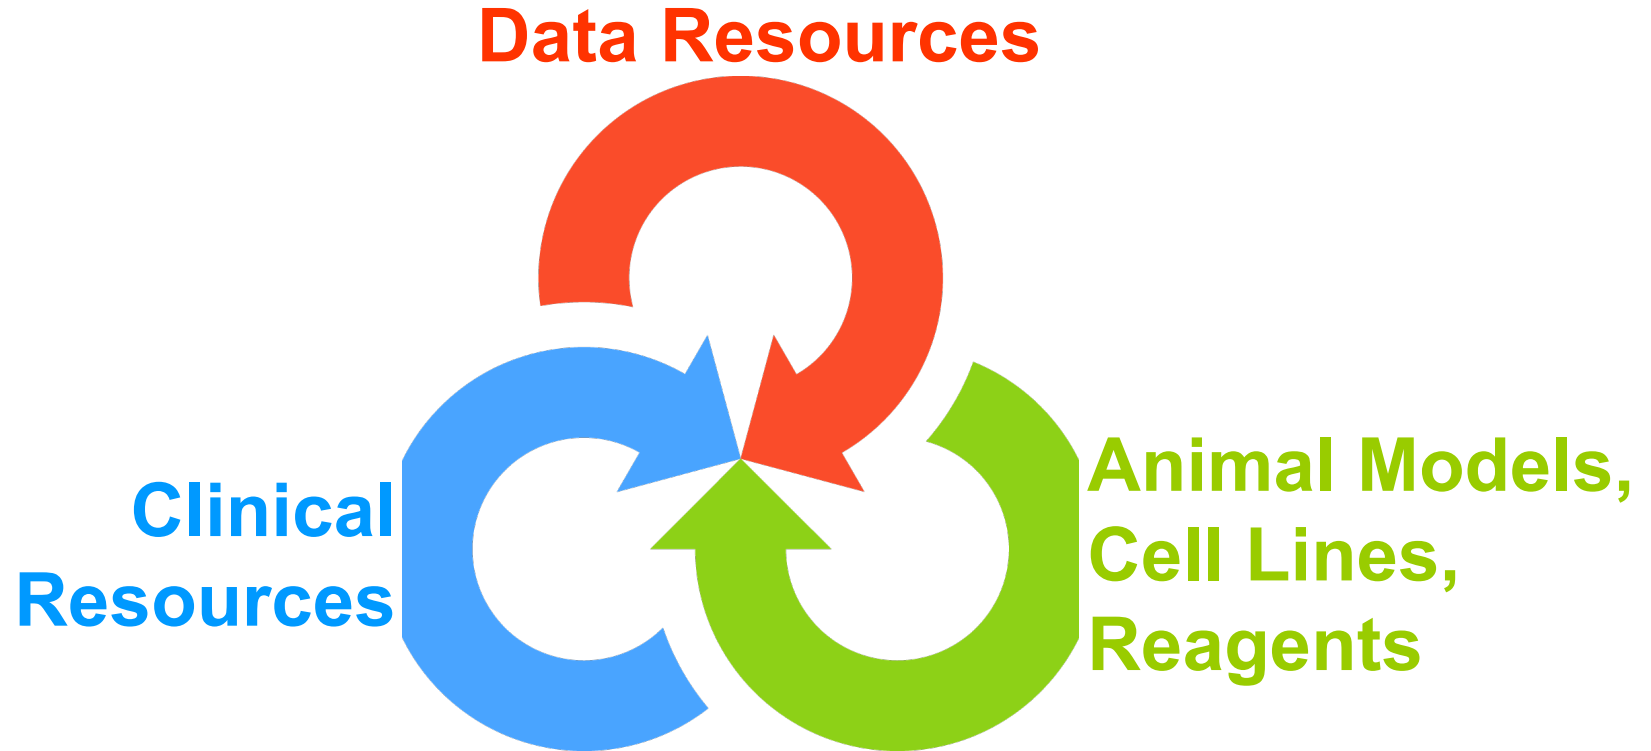 Data Resources
Clinical
Resources
Animal Models,
Cell Lines,
Reagents